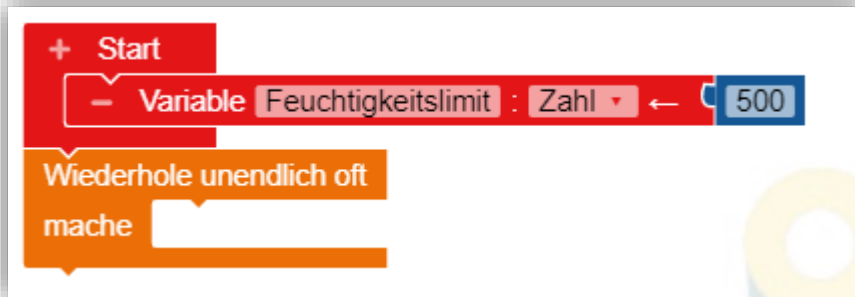 + Start
− Variable Feuchtigkeitslimit : Zahl ▾ ← 500
Wiederhole unendlich oft
mache